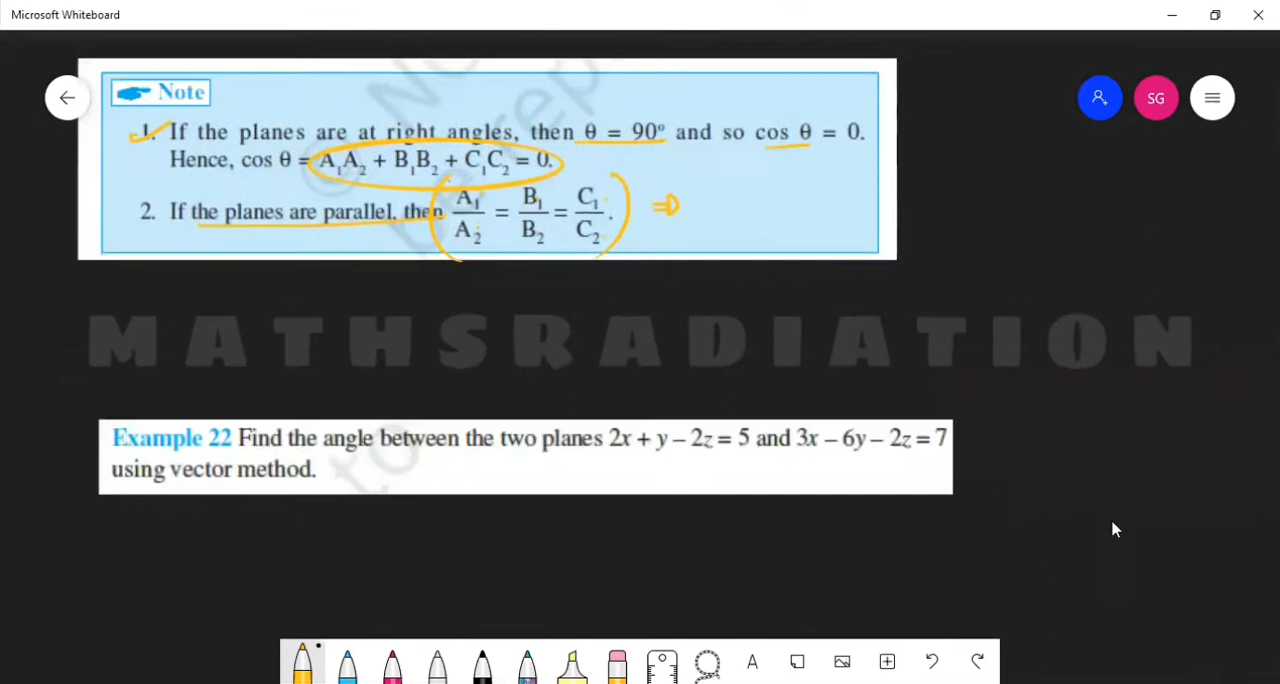 Microsoft Whiteboard
Note
1. If the planes are at right angles, then θ = 90° and so cos θ = 0.
Hence, cos θ = A₁A₂ + B₁B₂ + C₁C₂ = 0.
2. If the planes are parallel, then A₁/A₂ = B₁/B₂ = C₁/C₂. ⇒
SG
MATHSRADIATION
Example 22 Find the angle between the two planes 2x + y – 2z = 5 and 3x – 6y – 2z = 7
using vector method.
to
A